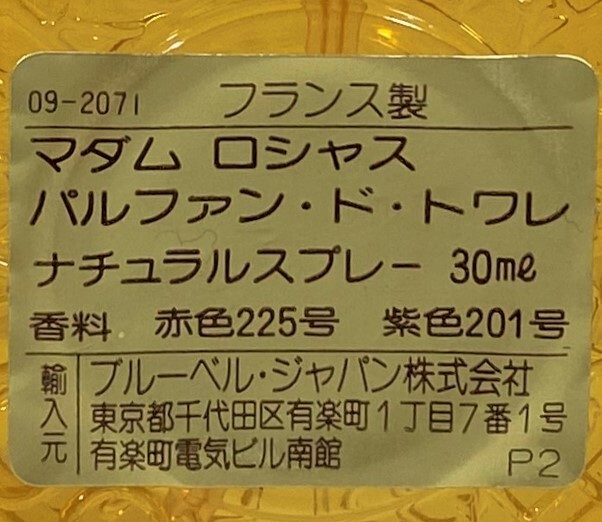 09-2071 フランス製
マダム ロシャス
パルファン・ド・トワレ
ナチュラルスプレー 30mℓ
香料 赤色225号 紫色201号
輸入元
ブルーベル・ジャパン株式会社
東京都千代田区有楽町1丁目7番1号
有楽町電気ビル南館
P2